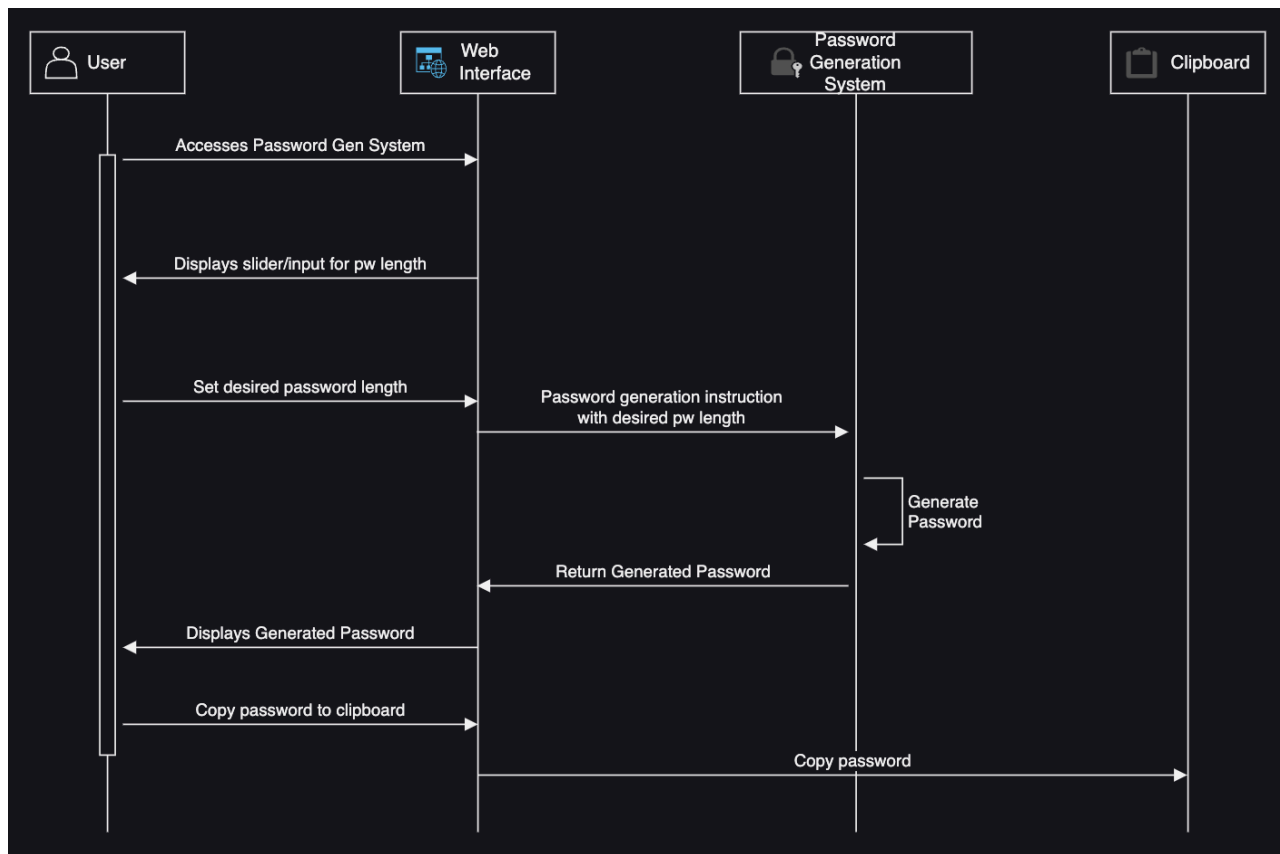 User
Web
Interface
Password
Generation
System
Clipboard
Accesses Password Gen System
Displays slider/input for pw length
Set desired password length
Password generation instruction
with desired pw length
Generate
Password
Return Generated Password
Displays Generated Password
Copy password to clipboard
Copy password